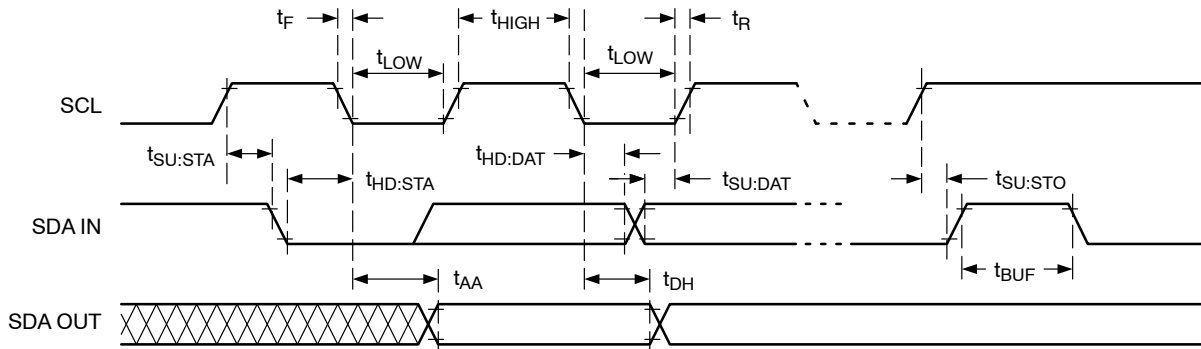 tF
tHIGH
tR
tLOW
tLOW
SCL
tSU:STA
tHD:STA
tHD:DAT
tSU:DAT
tSU:STO
SDA IN
tAA
tDH
tBUF
SDA OUT